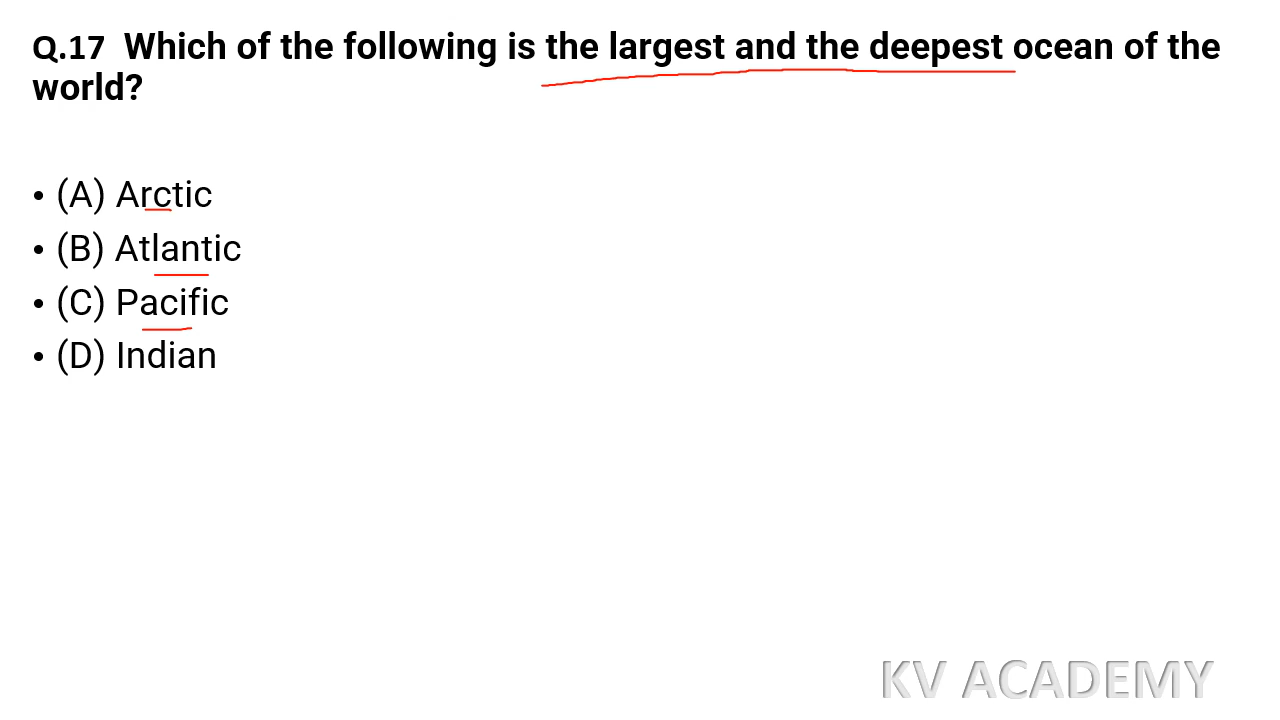 Q.17 Which of the following is the largest and the deepest ocean of the
world?
• (A) Arctic
• (B) Atlantic
• (C) Pacific
• (D) Indian
KV ACADEMY